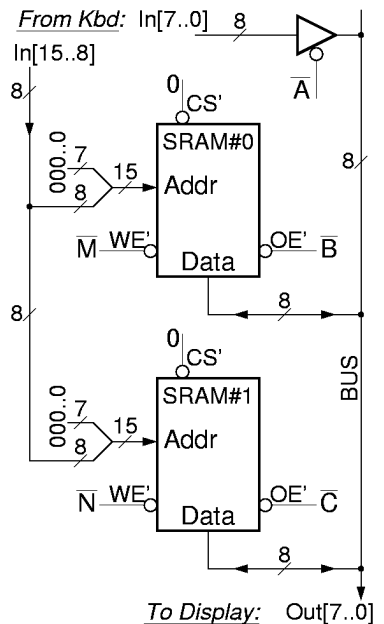 From Kbd: In[7..0]
8
In[15..8]
A
0
8
CS'
SRAM#0
000..0
7
15
Addr
8
8
M WE'
OE' B
Data
8
8
0
CS'
BUS
SRAM#1
000..0
7
15
Addr
8
N WE'
OE' C
Data
8
To Display: Out[7..0]